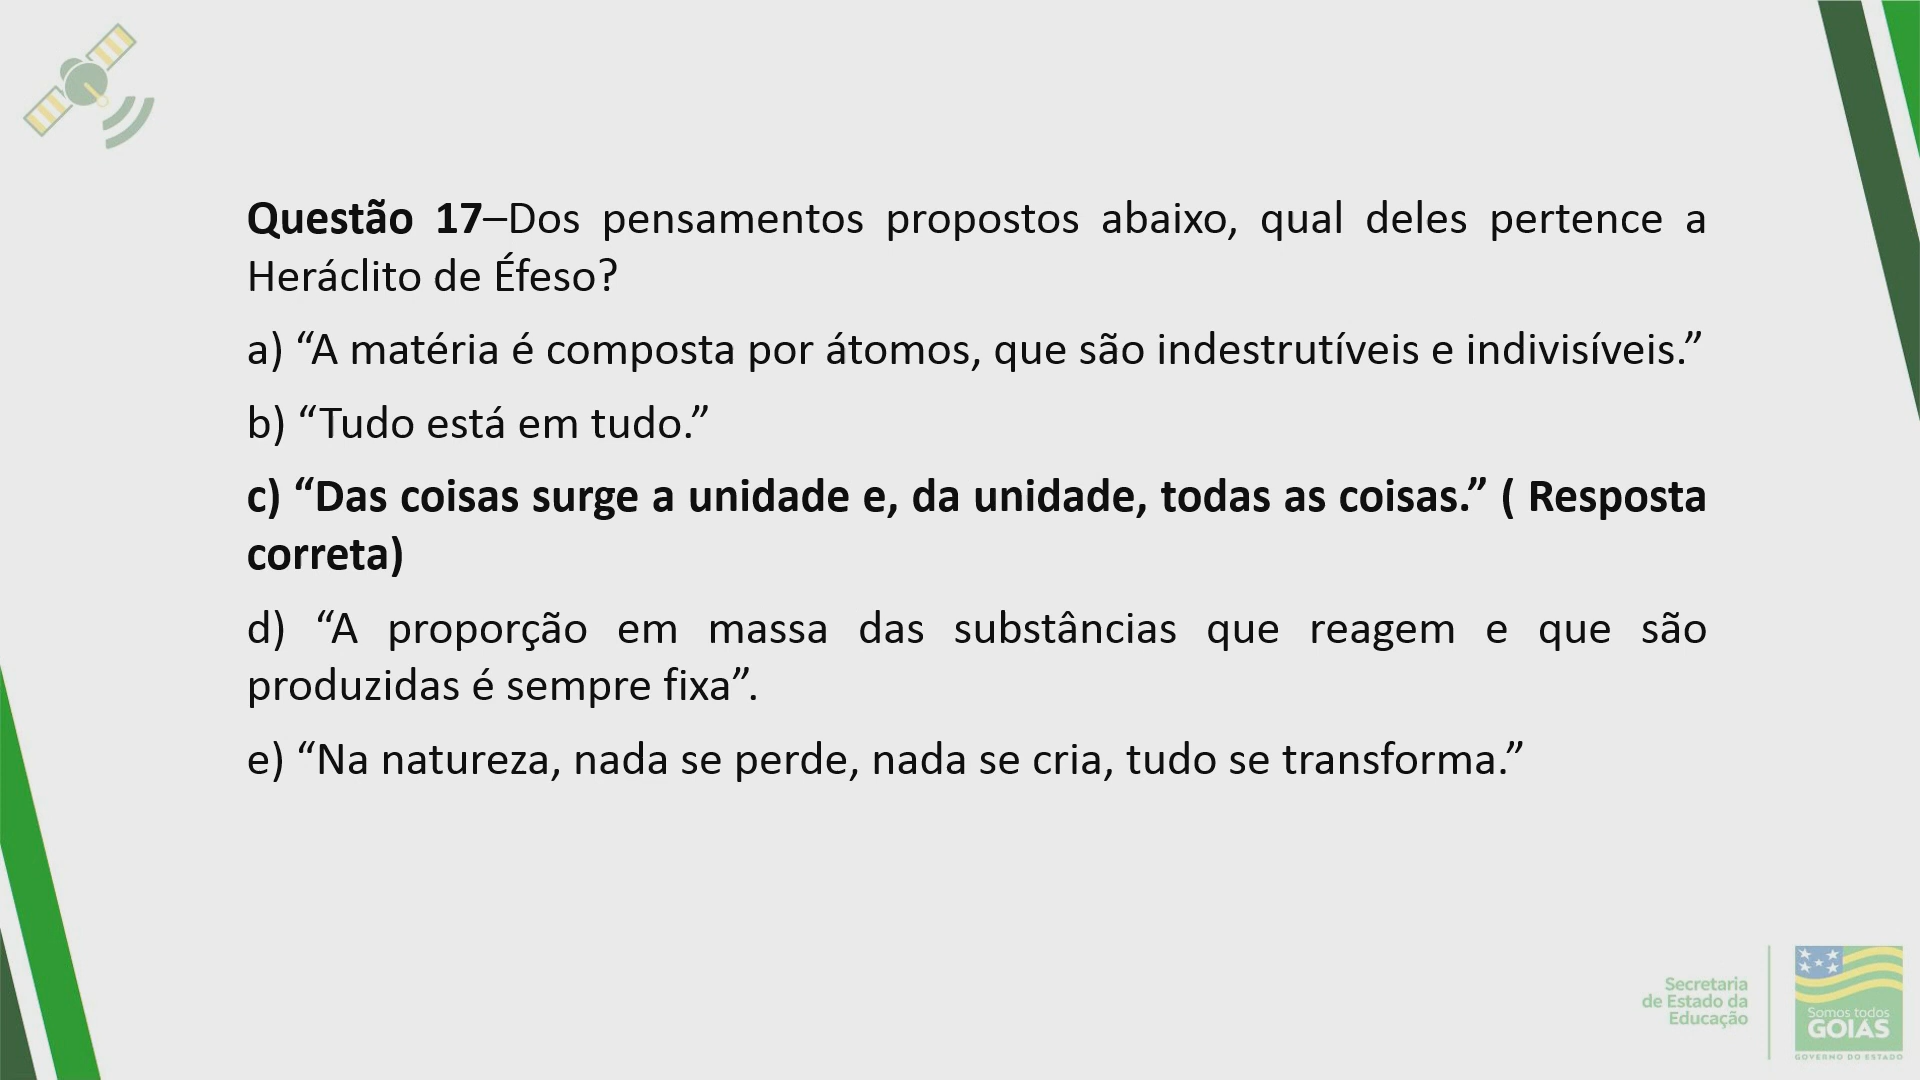 Questão 17–Dos pensamentos propostos abaixo, qual deles pertence a
Heráclito de Éfeso?
a) “A matéria é composta por átomos, que são indestrutíveis e indivisíveis.”
b) “Tudo está em tudo.”
c) “Das coisas surge a unidade e, da unidade, todas as coisas.” ( Resposta
correta)
d) “A proporção em massa das substâncias que reagem e que são
produzidas é sempre fixa”.
e) “Na natureza, nada se perde, nada se cria, tudo se transforma.”
Secretaria
de Estado da
Educação
Somos todos
GOIÁS
GOVERNO DO ESTADO